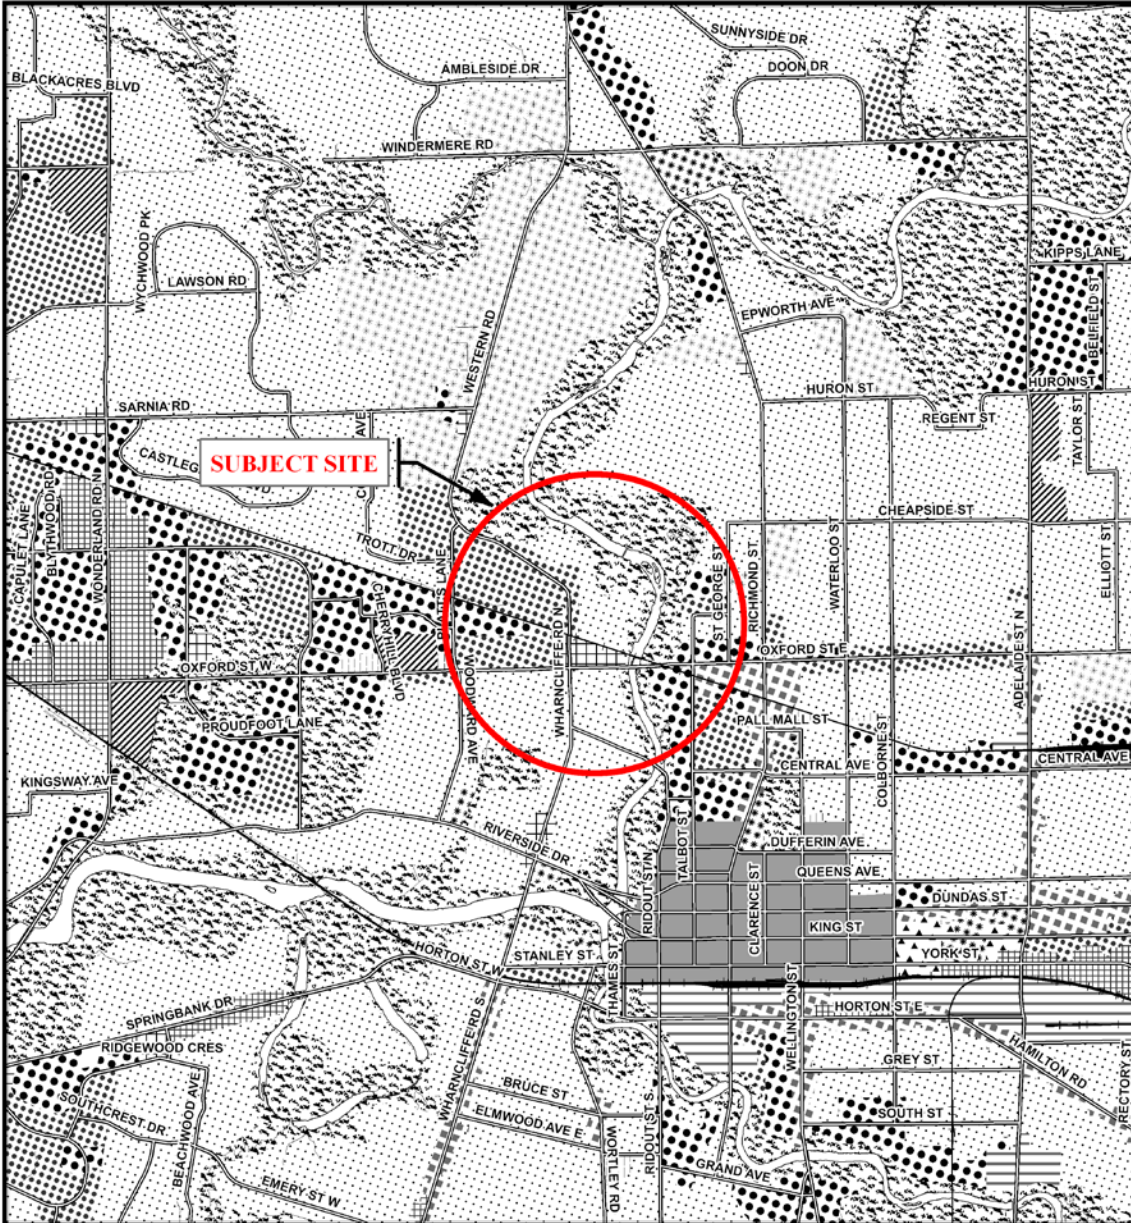 SUNNYSIDE DR
AMBLESIDE DR
DOON DR
BLACKACRES BLVD
WINDERMERE RD
WYCHWOOD PK
KIPPS LANE
LAWSON RD
BELFIELD ST
EPWORTH AVE
WESTERN RD
HURON ST
HURON ST
SARNIA RD
REGENT ST
TAYLOR ST
AVE
SUBJECT SITE
CASTLEG
BLYTHWOOD RD
CAPULET LANE
WONDERLAND RD N
CHEAPSIDE ST
TROTT DR
ST GEORGE ST
RICHMOND ST
WATERLOO ST
ELLIOTT ST
LANE
CHERRYHILL BLVD
WHARNCLIFFE RD N
ADELAIDE ST N
OXFORD ST W
OXFORD ST E
PROUDFOOT LANE
PALL MALL ST
COLBORNE ST
CENTRAL AVE
CENTRAL AVE
KINGSWAY AVE
RIVERSIDE DR
TALBOT ST
DUFFERIN AVE
QUEENS AVE
RIDOUT ST N
CLARENCE ST
DUNDAS ST
KING ST
HORTON ST W
STANLEY ST
THAMES ST
YORK ST
WELLINGTON ST
SPRINGBANK DR
HORTON ST E
RIDGEWOOD CRES
WHARNCLIFFE RD S
GREY ST
HAMILTON RD
RECTORY ST
BEACHWOOD AVE
SOUTHCREST DR
BRUCE ST
SOUTH ST
ELMWOOD AVE E
WORTLEY RD
RIDOUT ST S
GRAND AVE
EMERY ST W